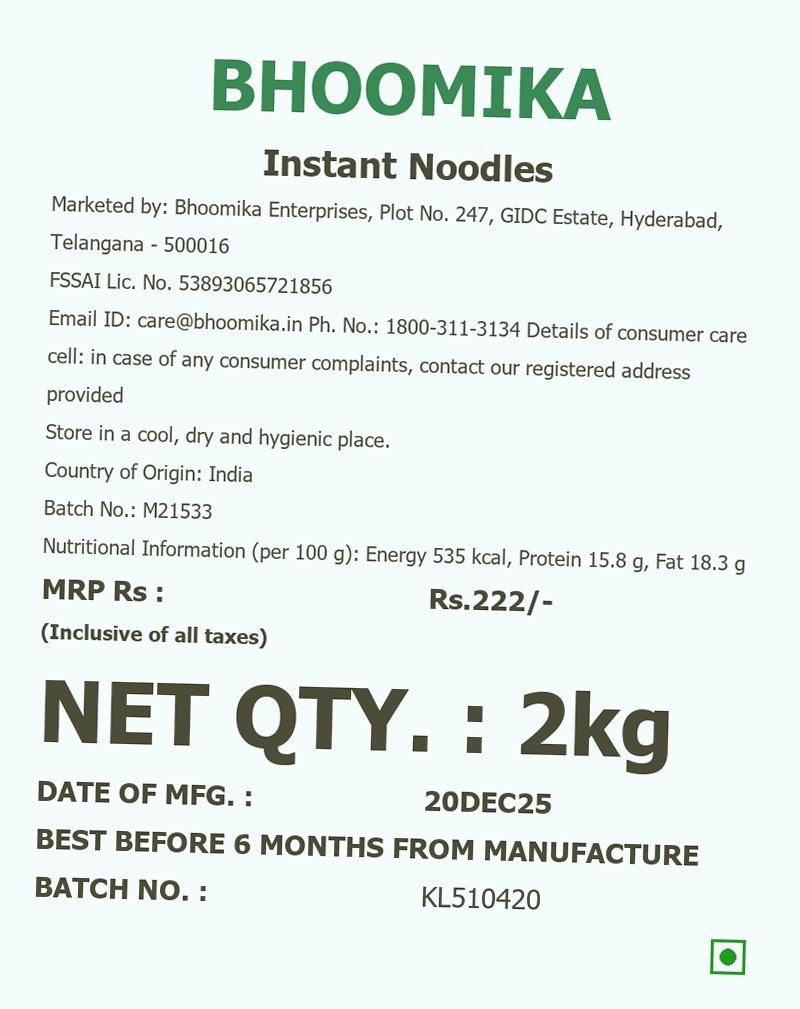 BHOOMIKA
Instant Noodles
Marketed by: Bhoomika Enterprises, Plot No. 247, GIDC Estate, Hyderabad,
Telangana - 500016
FSSAI Lic. No. 53893065721856
Email ID: care@bhoomika.in Ph. No.: 1800-311-3134 Details of consumer care
cell: in case of any consumer complaints, contact our registered address
provided
Store in a cool, dry and hygienic place.
Country of Origin: India
Batch No.: M21533
Nutritional Information (per 100 g): Energy 535 kcal, Protein 15.8 g, Fat 18.3 g
MRP Rs : Rs.222/-
(Inclusive of all taxes)
NET QTY. : 2kg
DATE OF MFG. : 20DEC25
BEST BEFORE 6 MONTHS FROM MANUFACTURE
BATCH NO. : KL510420